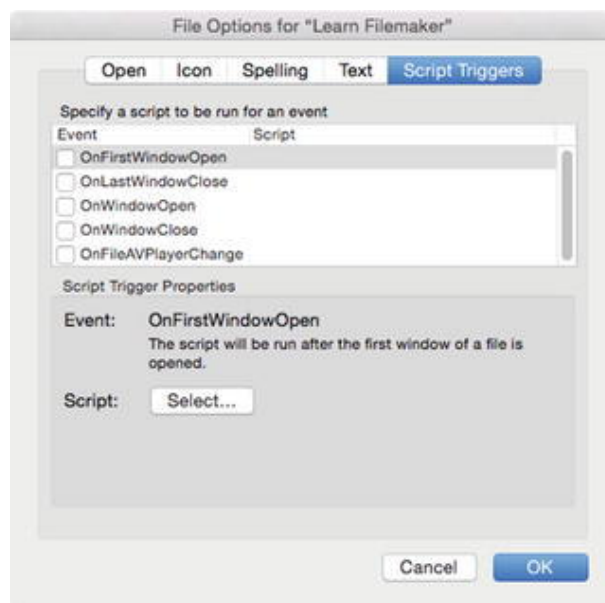 File Options for "Learn Filemaker"
Open Icon Spelling Text Script Triggers
Specify a script to be run for an event
Event Script
OnFirstWindowOpen
OnLastWindowClose
OnWindowOpen
OnWindowClose
OnFileAVPlayerChange
Script Trigger Properties
Event: OnFirstWindowOpen
The script will be run after the first window of a file is
opened.
Script: Select...
Cancel OK